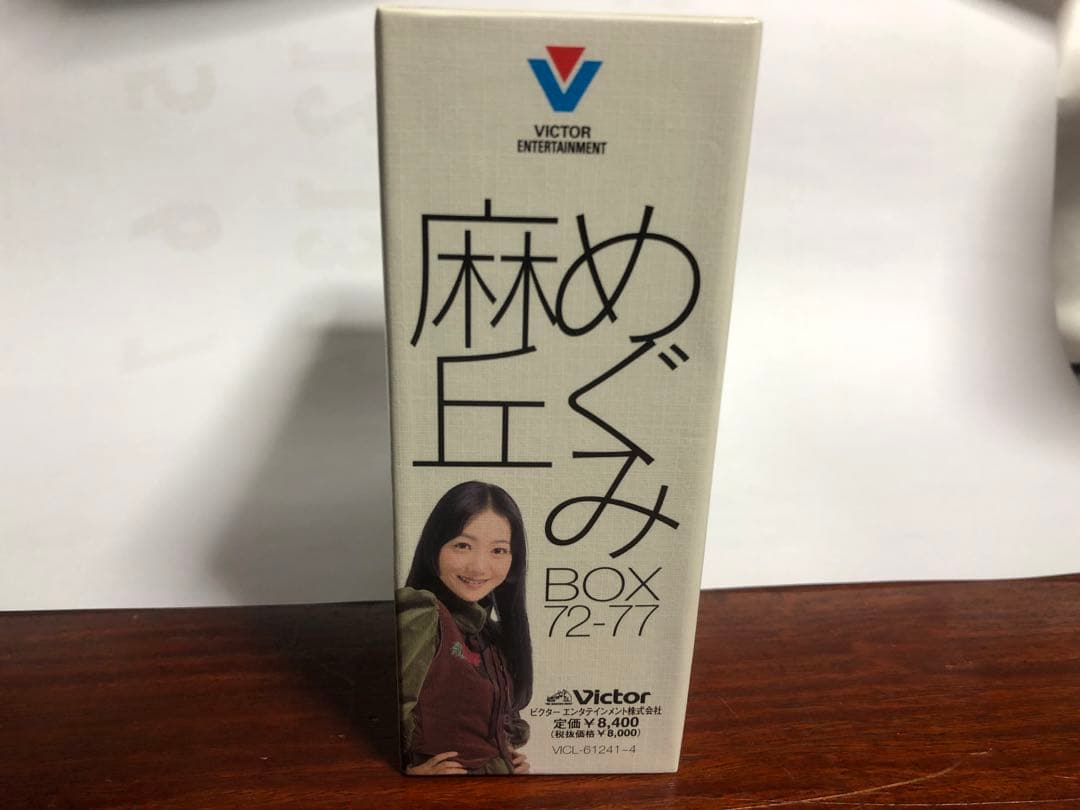 VICTOR
ENTERTAINMENT
麻丘
めぐみ
BOX
72-77
Victor
ビクター エンタテインメント株式会社
定価￥8,400
(税抜価格￥8,000)
VICL-61241~4